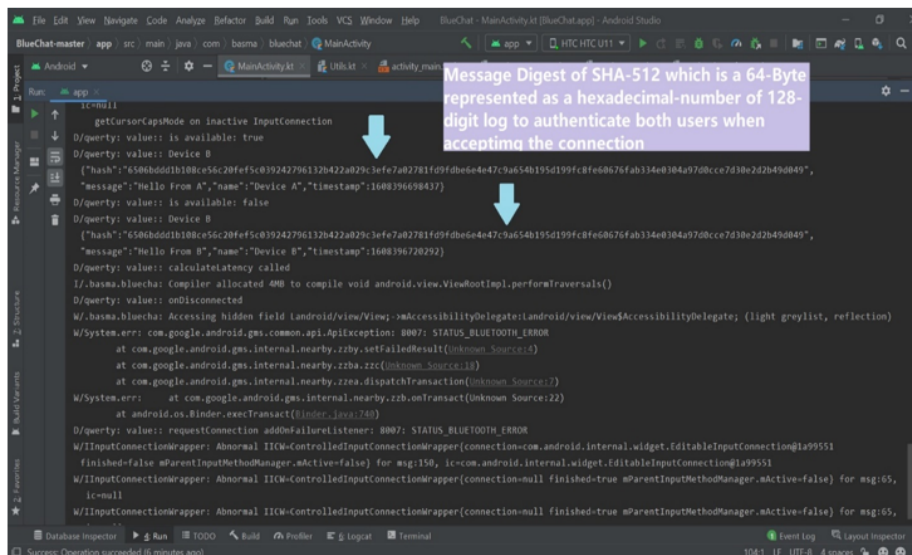 File Edit View Navigate Code Analyze Refactor Build Run Tools VCS Window Help BlueChat - MainActivity.kt [BlueChat.app] - Android Studio
BlueChat-master app src main java com basma bluechat MainActivity app HTC HTC U11
Android MainActivity.kt Utils.kt activity_main
Message Digest of SHA-512 which is a 64-Byte
represented as a hexadecimal-number of 128-
digit log to authenticate both users when
acceptimg the connection
Run: app
ic=null
getCursorCapsMode on inactive InputConnection
D/qwerty: value:: is available: true
D/qwerty: value:: Device B
"message":"Hello From A","name":"Device A","timestamp":1608396698437}
D/qwerty: value:: is available: false
D/qwerty: value:: Device B
"message":"Hello From B","name":"Device B","timestamp":1608396720292}
D/qwerty: value:: calculateLatency called
I/.basma.bluecha: Compiler allocated 4MB to compile void android.view.ViewRootImpl.performTraversals()
D/qwerty: value:: onDisconnected
W/.basma.bluecha: Accessing hidden field Landroid/view/View;->mAccessibilityDelegate:Landroid/view/View$AccessibilityDelegate; (light greylist, reflection)
W/System.err: com.google.android.gms.common.api.ApiException: 8007: STATUS_BLUETOOTH_ERROR
at com.google.android.gms.internal.nearby.zzby.setFailedResult(Unknown Source:4)
at com.google.android.gms.internal.nearby.zzba.zzc(Unknown Source:18)
at com.google.android.gms.internal.nearby.zzea.dispatchTransaction(Unknown Source:7)
W/System.err: at com.google.android.gms.internal.nearby.zzb.onTransact(Unknown Source:22)
at android.os.Binder.execTransact(Binder.java:740)
D/qwerty: value:: requestConnection addOnFailureListener: 8007: STATUS_BLUETOOTH_ERROR
W/IInputConnectionWrapper: Abnormal IICW=ControlledInputConnectionWrapper{connection=com.android.internal.widget.EditableInputConnection@1a99551
finished=false mParentInputMethodManager.mActive=false} for msg:150, ic=com.android.internal.widget.EditableInputConnection@1a99551
W/IInputConnectionWrapper: Abnormal IICW=ControlledInputConnectionWrapper{connection=null finished=true mParentInputMethodManager.mActive=false} for msg:65,
ic=null
W/IInputConnectionWrapper: Abnormal IICW=ControlledInputConnectionWrapper{connection=null finished=true mParentInputMethodManager.mActive=false} for msg:65,
1: Project
Resource Manager
Z: Structure
Build Variants
2: Favorites
Database Inspector 4: Run TODO Build Profiler 6: Logcat Terminal Event Log Layout Inspector
Success: Operation succeeded (6 minutes ago) 104:1 LF UTF-8 4 spaces